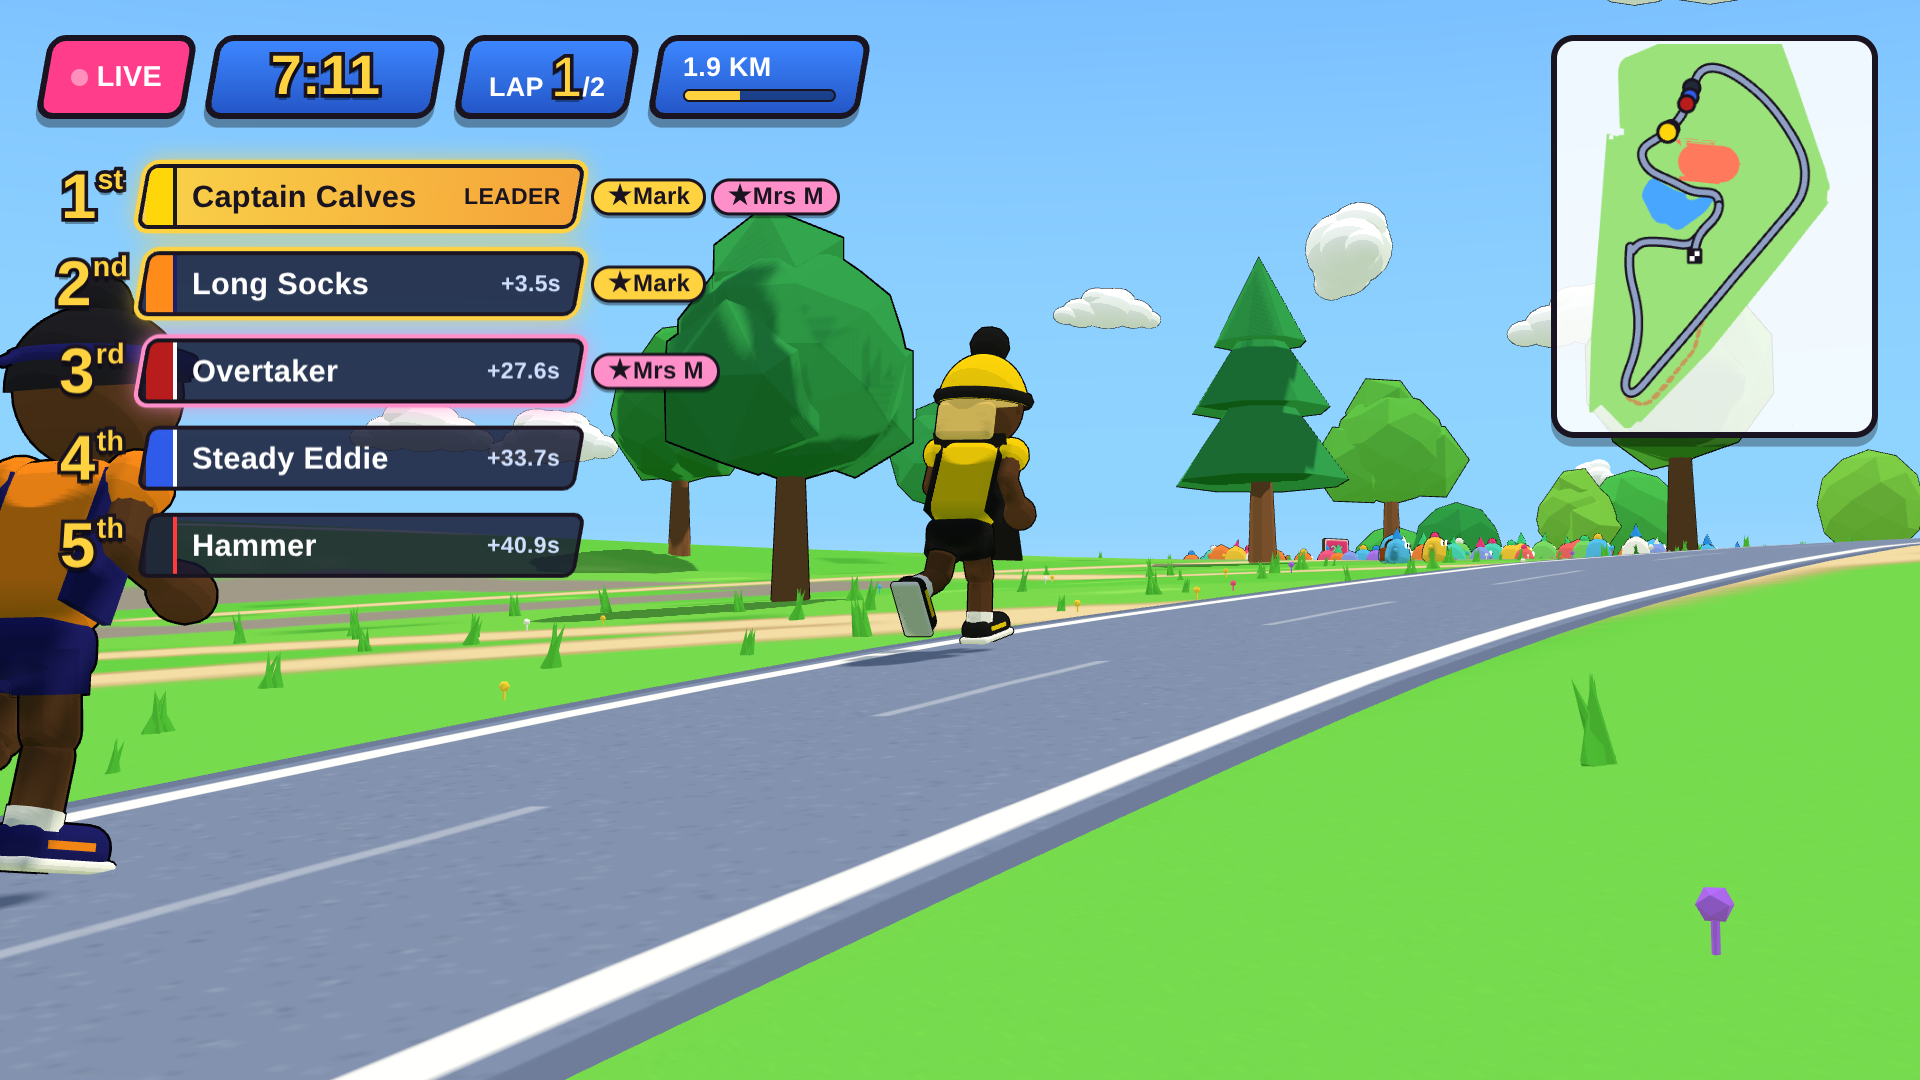 LIVE
7:11
LAP 1/2
1.9 KM
1st Captain Calves LEADER ★Mark ★Mrs M
2nd Long Socks +3.5s ★Mark
3rd Overtaker +27.6s ★Mrs M
4th Steady Eddie +33.7s
5th Hammer +40.9s